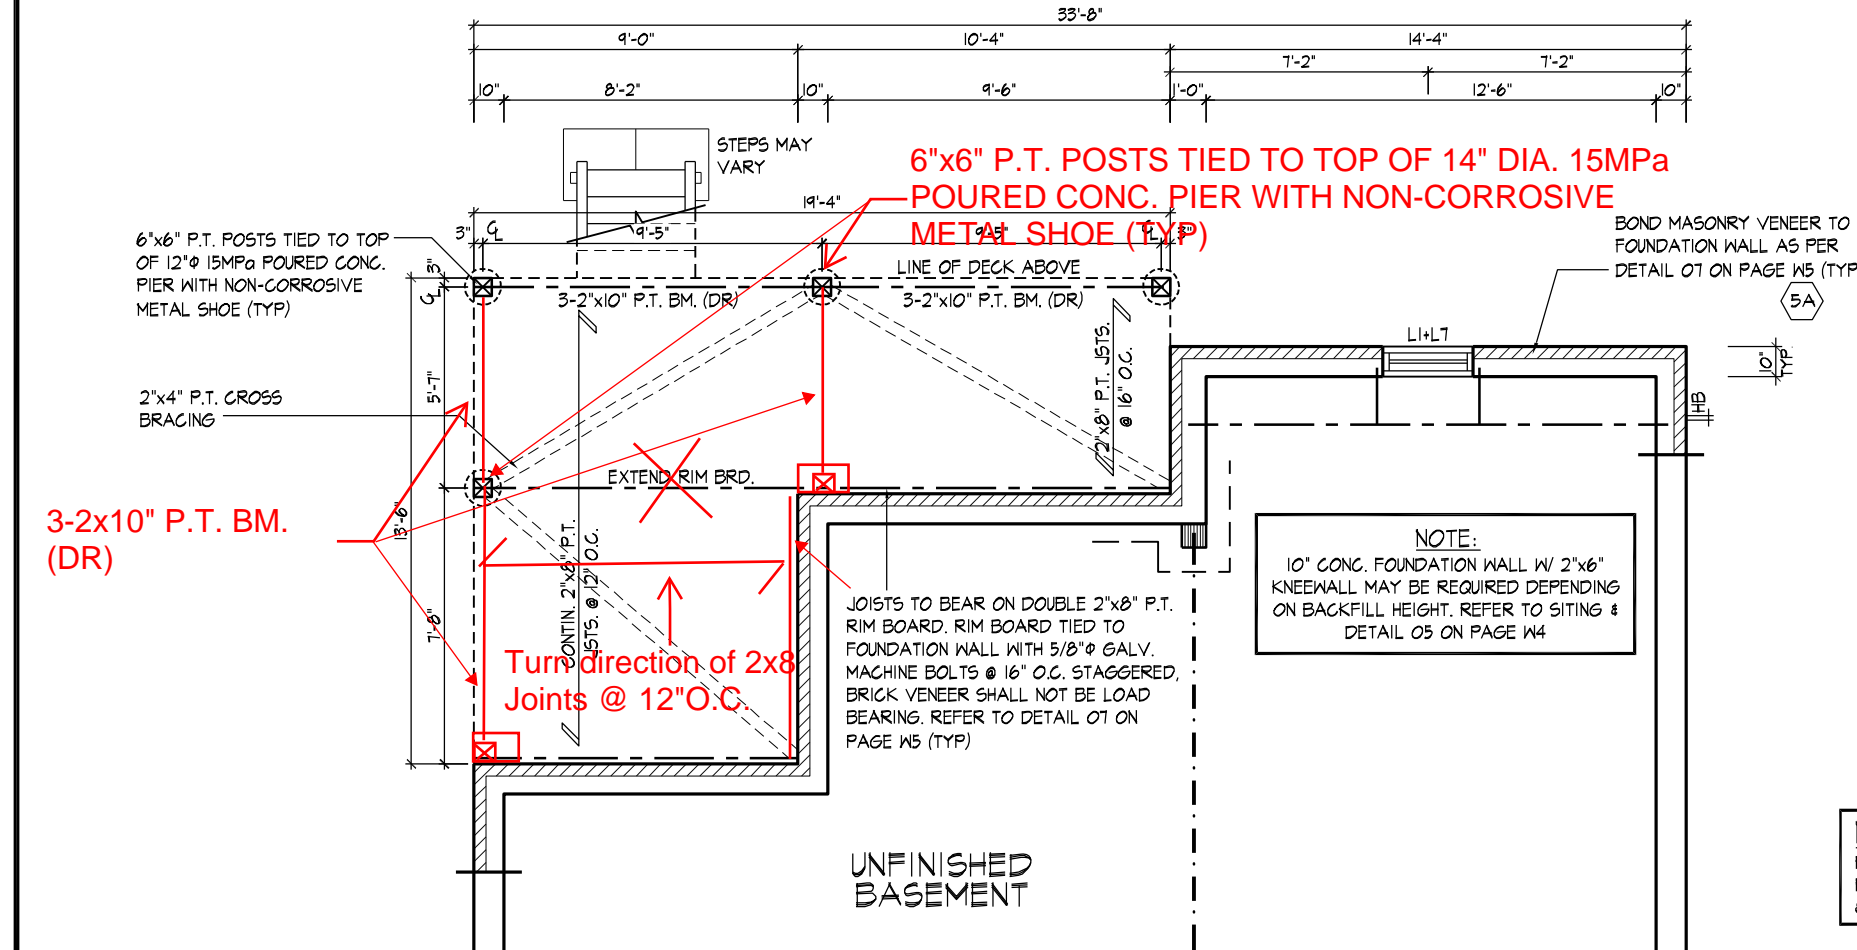 33'-8"
9'-0"
10'-4"
14'-4"
7'-2"
7'-2"
10"
8'-2"
10"
9'-6"
1'-0"
12'-6"
10"
STEPS MAY
VARY
6"x6" P.T. POSTS TIED TO TOP OF 14" DIA. 15MPa
POURED CONC. PIER WITH NON-CORROSIVE
METAL SHOE (TYP)
19'-4"
3"
9'-5"
9'-5"
3"
6"x6" P.T. POSTS TIED TO TOP
OF 12"Φ 15MPa POURED CONC.
PIER WITH NON-CORROSIVE
METAL SHOE (TYP)
3"
LINE OF DECK ABOVE
3-2"x10" P.T. BM. (DR)
3-2"x10" P.T. BM. (DR)
BOND MASONRY VENEER TO
FOUNDATION WALL AS PER
DETAIL 07 ON PAGE W5 (TYP
5A
L1+L7
10"
TYP.
HB
2"x8" P.T. JSTS.
@ 16" O.C.
5'-7"
2"x4" P.T. CROSS
BRACING
EXTEND RIM BRD.
3-2x10" P.T. BM.
(DR)
13'-6"
7'-8"
CONTIN. 2"x8" P.T.
JSTS. @ 12" O.C.
Turn direction of 2x8
Joints @ 12"O.C.
JOISTS TO BEAR ON DOUBLE 2"x8" P.T.
RIM BOARD. RIM BOARD TIED TO
FOUNDATION WALL WITH 5/8"Φ GALV.
MACHINE BOLTS @ 16" O.C. STAGGERED,
BRICK VENEER SHALL NOT BE LOAD
BEARING. REFER TO DETAIL 07 ON
PAGE W5 (TYP)
NOTE:
10" CONC. FOUNDATION WALL W/ 2"x6"
KNEEWALL MAY BE REQUIRED DEPENDING
ON BACKFILL HEIGHT. REFER TO SITING &
DETAIL 05 ON PAGE W4
UNFINISHED
BASEMENT